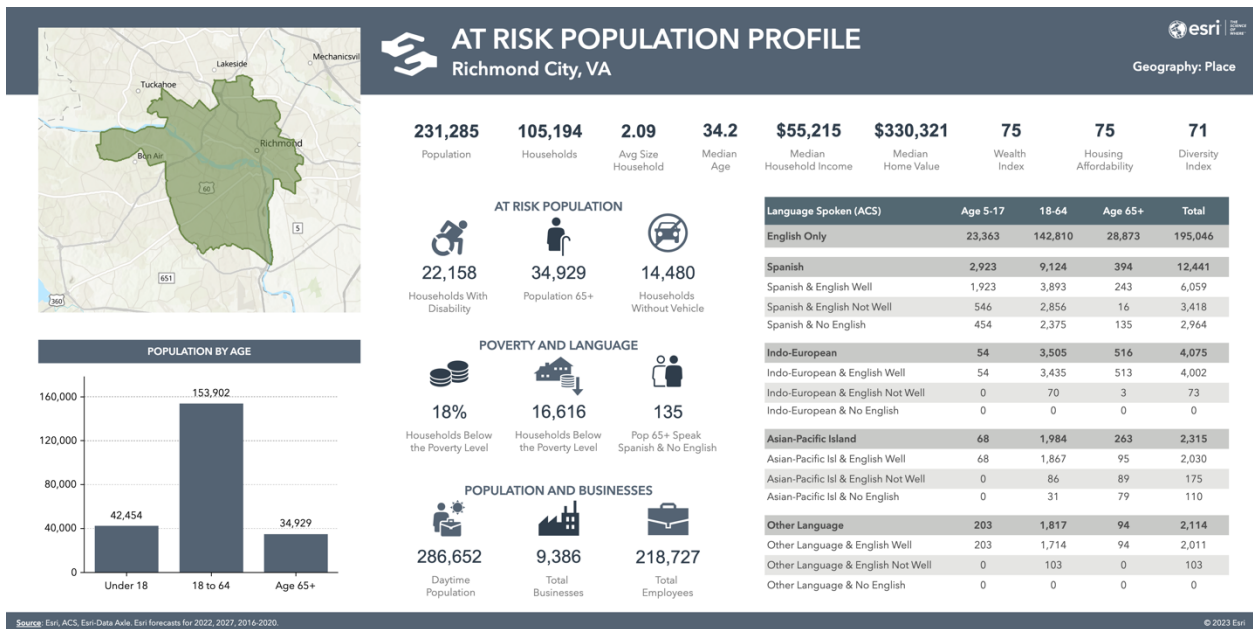 AT RISK POPULATION PROFILE
Richmond City, VA
esri
THE
SCIENCE
OF
WHERE
Geography: Place
Lakeside
Mechanicsvil
Tuckahoe
Richmond
Bon Air
60
5
651
360
231,285
Population
105,194
Households
2.09
Avg Size
Household
34.2
Median
Age
$55,215
Median
Household Income
$330,321
Median
Home Value
75
Wealth
Index
75
Housing
Affordability
71
Diversity
Index
AT RISK POPULATION
22,158
Households With
Disability
34,929
Population 65+
14,480
Households
Without Vehicle
POVERTY AND LANGUAGE
18%
Households Below
the Poverty Level
16,616
Households Below
the Poverty Level
135
Pop 65+ Speak
Spanish & No English
POPULATION AND BUSINESSES
286,652
Daytime
Population
9,386
Total
Businesses
218,727
Total
Employees
POPULATION BY AGE
160,000
120,000
80,000
40,000
0
42,454
153,902
34,929
Under 18
18 to 64
Age 65+
Language Spoken (ACS) Age 5-17 18-64 Age 65+ Total
English Only 23,363 142,810 28,873 195,046
Spanish 2,923 9,124 394 12,441
Spanish & English Well 1,923 3,893 243 6,059
Spanish & English Not Well 546 2,856 16 3,418
Spanish & No English 454 2,375 135 2,964
Indo-European 54 3,505 516 4,075
Indo-European & English Well 54 3,435 513 4,002
Indo-European & English Not Well 0 70 3 73
Indo-European & No English 0 0 0 0
Asian-Pacific Island 68 1,984 263 2,315
Asian-Pacific Isl & English Well 68 1,867 95 2,030
Asian-Pacific Isl & English Not Well 0 86 89 175
Asian-Pacific Isl & No English 0 31 79 110
Other Language 203 1,817 94 2,114
Other Language & English Well 203 1,714 94 2,011
Other Language & English Not Well 0 103 0 103
Other Language & No English 0 0 0 0
Source: Esri, ACS, Esri-Data Axle. Esri forecasts for 2022, 2027, 2016-2020.
© 2023 Esri